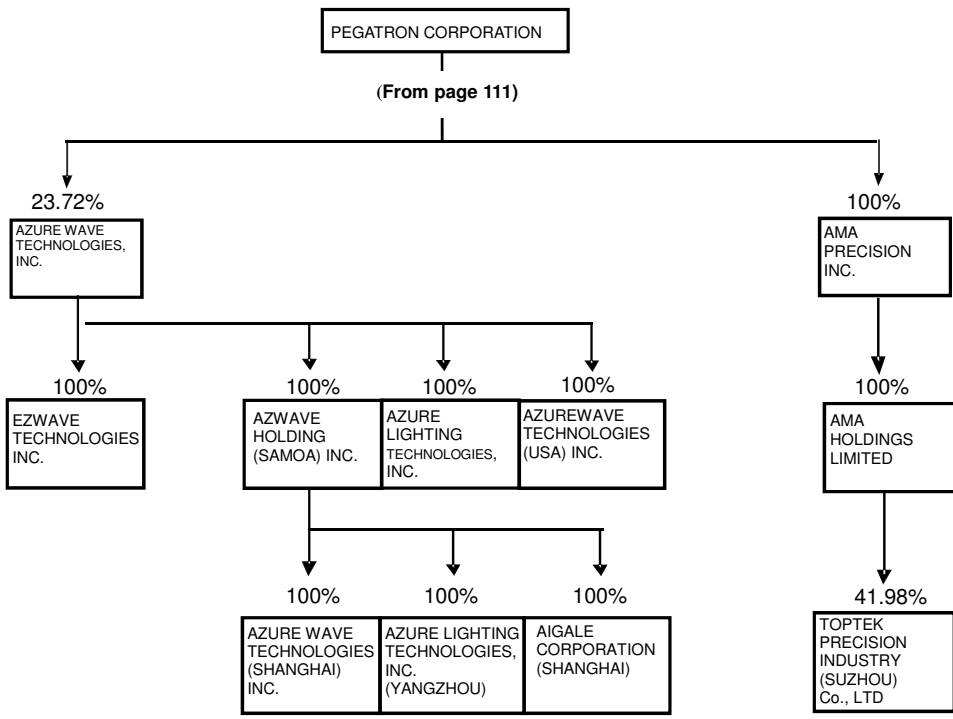 PEGATRON CORPORATION
(From page 111)
23.72%
100%
AZURE WAVE
TECHNOLOGIES,
INC.
AMA
PRECISION
INC.
100%
100%
100%
100%
100%
EZWAVE
TECHNOLOGIES
INC.
AZWAVE
HOLDING
(SAMOA) INC.
AZURE
LIGHTING
TECHNOLOGIES,
INC.
AZUREWAVE
TECHNOLOGIES
(USA) INC.
AMA
HOLDINGS
LIMITED
100%
100%
100%
41.98%
AZURE WAVE
TECHNOLOGIES
(SHANGHAI)
INC.
AZURE LIGHTING
TECHNOLOGIES,
INC.
(YANGZHOU)
AIGALE
CORPORATION
(SHANGHAI)
TOPTEK
PRECISION
INDUSTRY
(SUZHOU)
Co., LTD